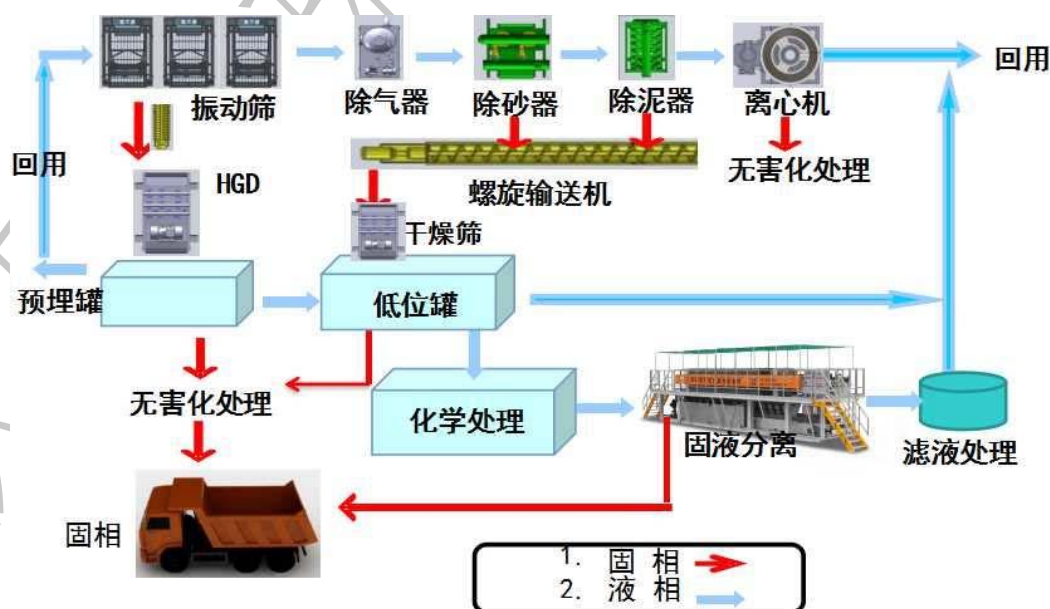 回用
振动筛
除气器
除砂器
除泥器
离心机
回用
HGD
螺旋输送机
无害化处理
干燥筛
预埋罐
低位罐
无害化处理
化学处理
固液分离
滤液处理
固相
1. 固 相
2. 液 相